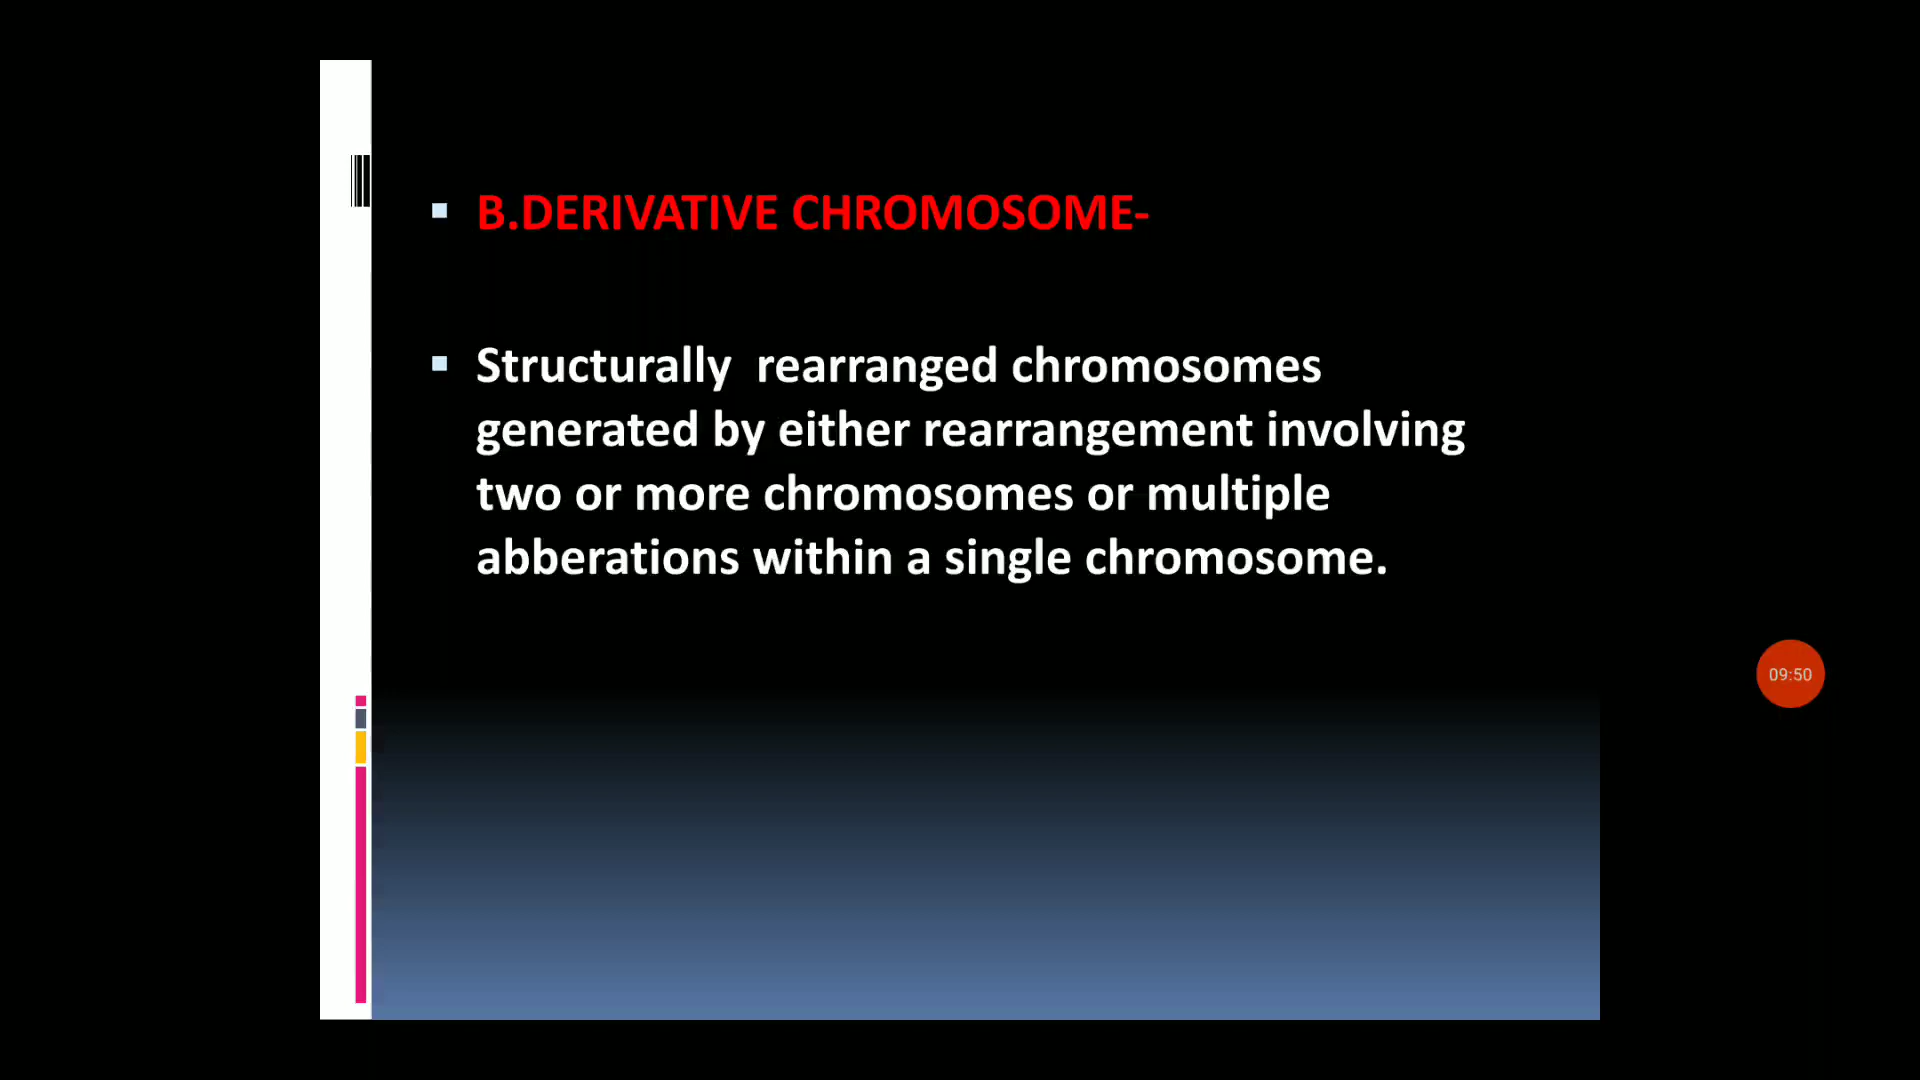 B.DERIVATIVE CHROMOSOME-
Structurally  rearranged chromosomes
generated by either rearrangement involving
two or more chromosomes or multiple
abberations within a single chromosome.
09:50